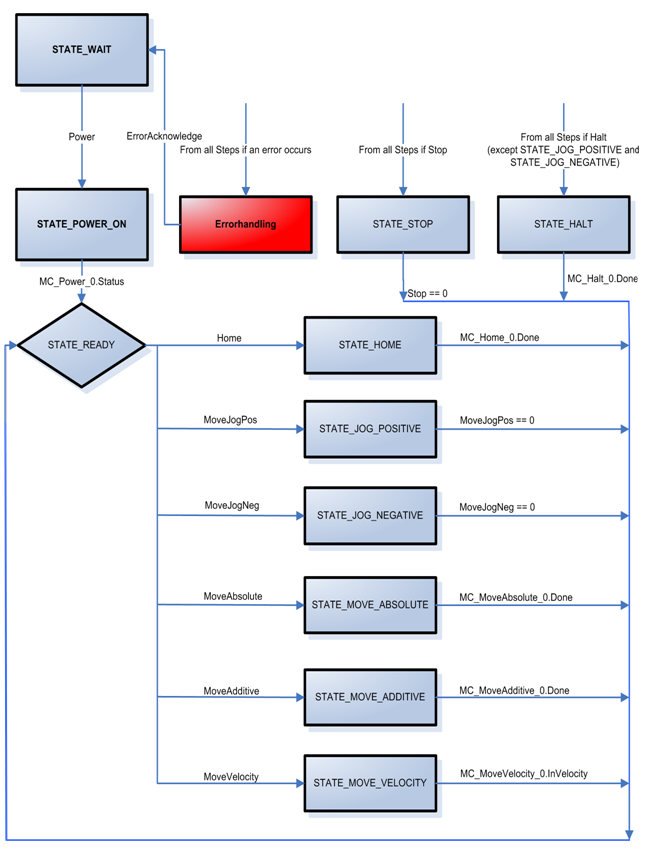 STATE_WAIT
Power
ErrorAcknowledge
From all Steps if an error occurs
From all Steps if Stop
From all Steps if Halt
(except STATE_JOG_POSITIVE and
STATE_JOG_NEGATIVE)
STATE_POWER_ON
Errorhandling
STATE_STOP
STATE_HALT
MC_Power_0.Status
Stop == 0
MC_Halt_0.Done
STATE_READY
Home
STATE_HOME
MC_Home_0.Done
MoveJogPos
STATE_JOG_POSITIVE
MoveJogPos == 0
MoveJogNeg
STATE_JOG_NEGATIVE
MoveJogNeg == 0
MoveAbsolute
STATE_MOVE_ABSOLUTE
MC_MoveAbsolute_0.Done
MoveAdditive
STATE_MOVE_ADDITIVE
MC_MoveAdditive_0.Done
MoveVelocity
STATE_MOVE_VELOCITY
MC_MoveVelocity_0.InVelocity